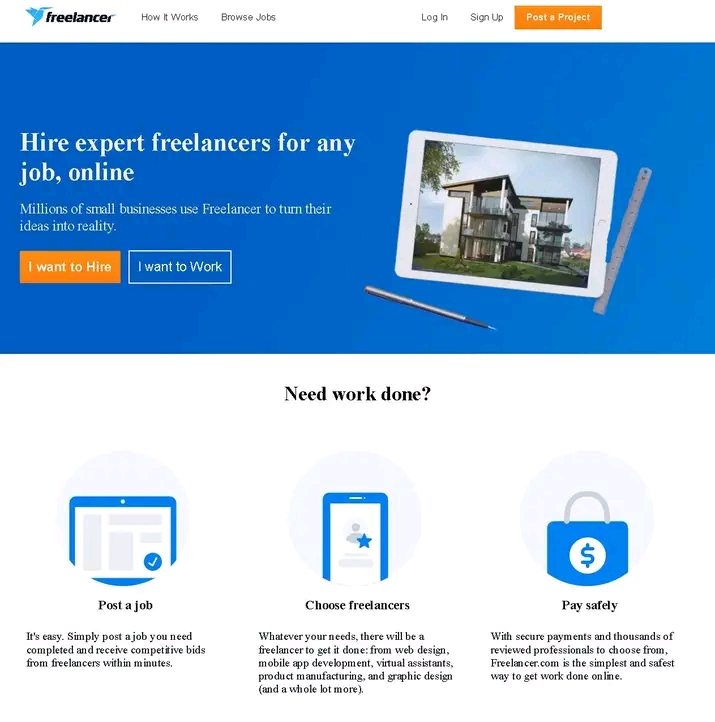 freelancer
How It Works
Browse Jobs
Log In
Sign Up
Post a Project
Hire expert freelancers for any
job, online
Millions of small businesses use Freelancer to turn their
ideas into reality.
I want to Hire
I want to Work
Need work done?
Post a job
It's easy. Simply post a job you need
completed and receive competitive bids
from freelancers within minutes.
Choose freelancers
Whatever your needs, there will be a
freelancer to get it done: from web design,
mobile app development, virtual assistants,
product manufacturing, and graphic design
(and a whole lot more).
$
Pay safely
With secure payments and thousands of
reviewed professionals to choose from,
Freelancer.com is the simplest and safest
way to get work done online.